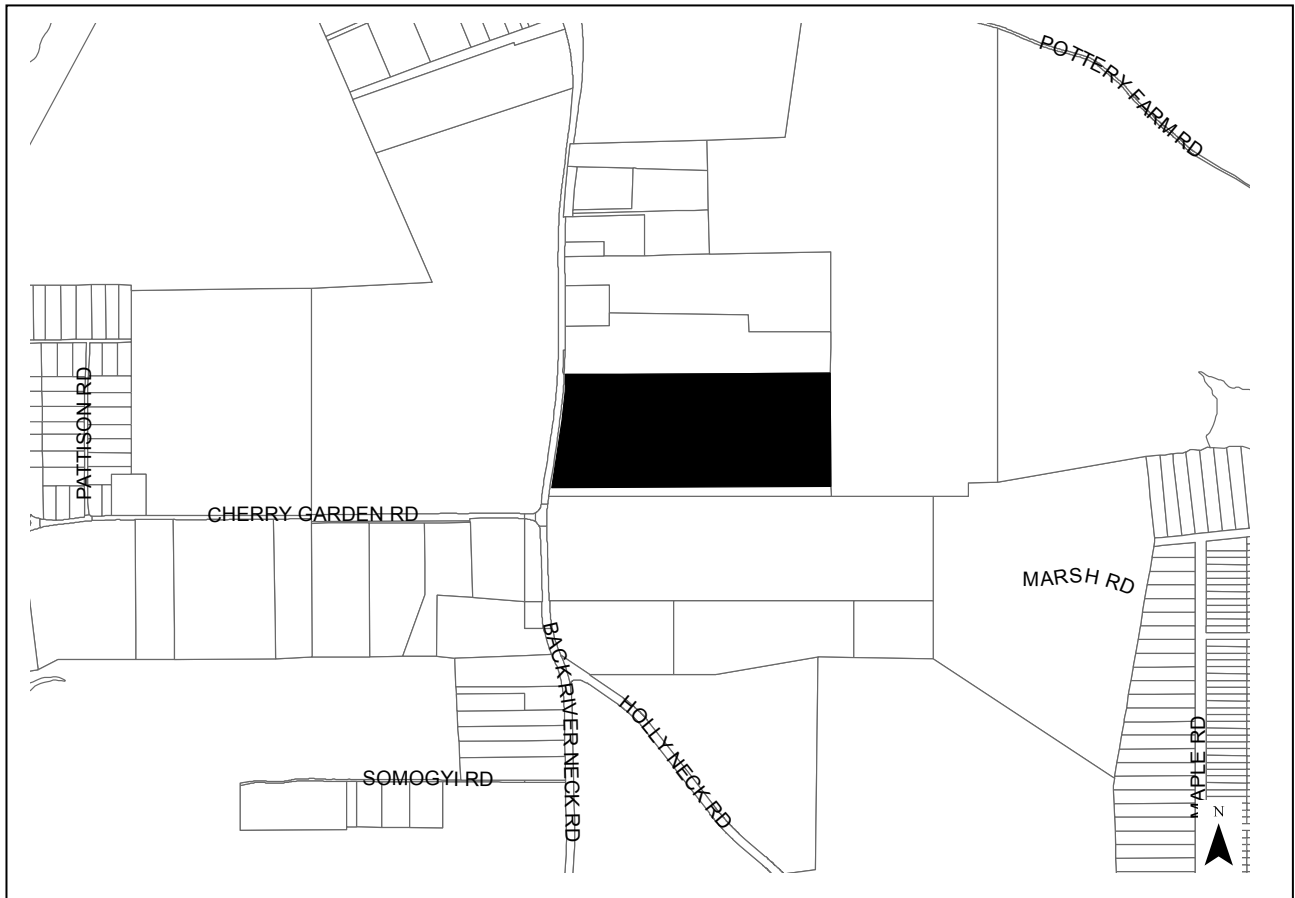 POTTERY FARM RD
PATTISON RD
CHERRY GARDEN RD
MARSH RD
BACK RIVER NECK RD
HOLLY NECK RD
MAPLE RD
SOMOGYI RD
N